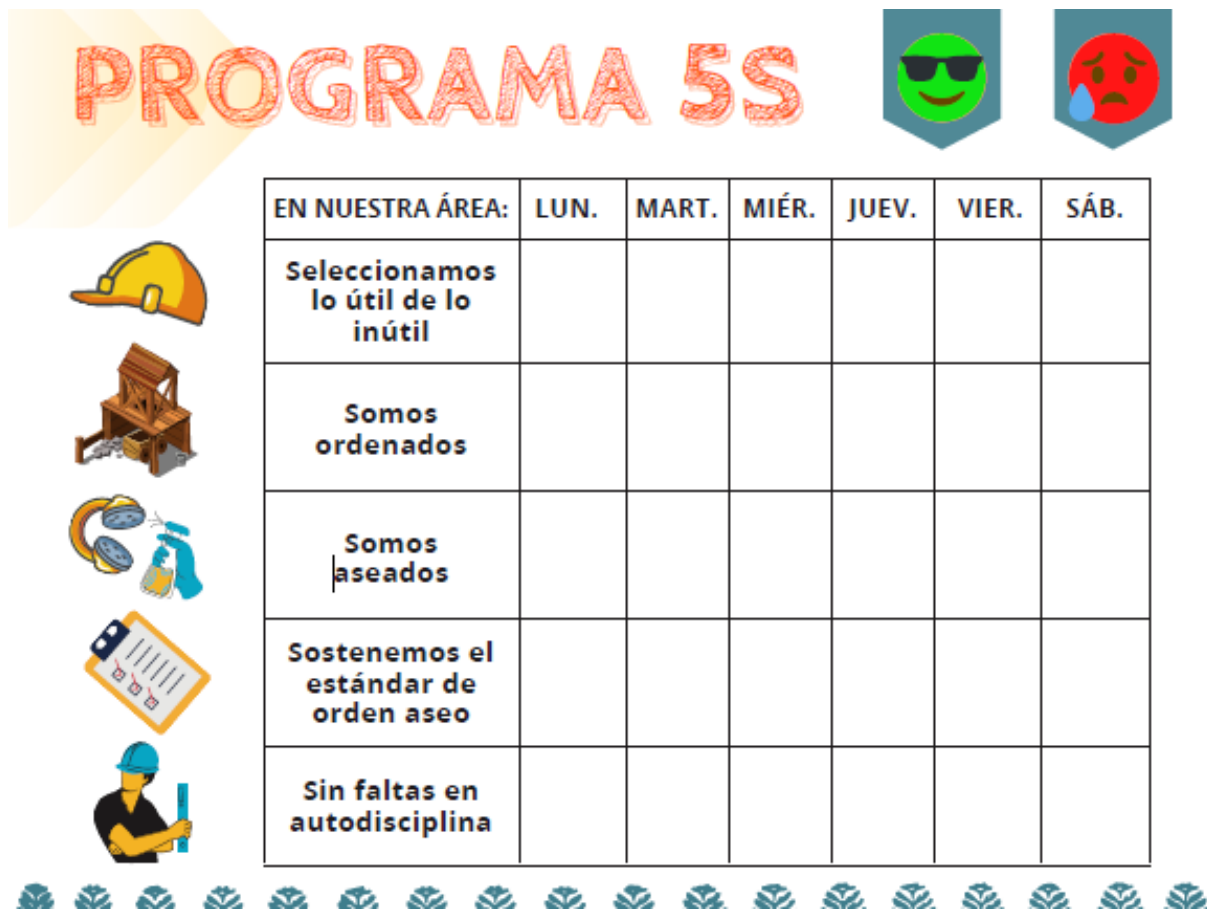 PROGRAMA 5S
EN NUESTRA ÁREA: LUN. MART. MIÉR. JUEV. VIER. SÁB.
Seleccionamos
lo útil de lo
inútil
Somos
ordenados
Somos
aseados
Sostenemos el
estándar de
orden aseo
Sin faltas en
autodisciplina